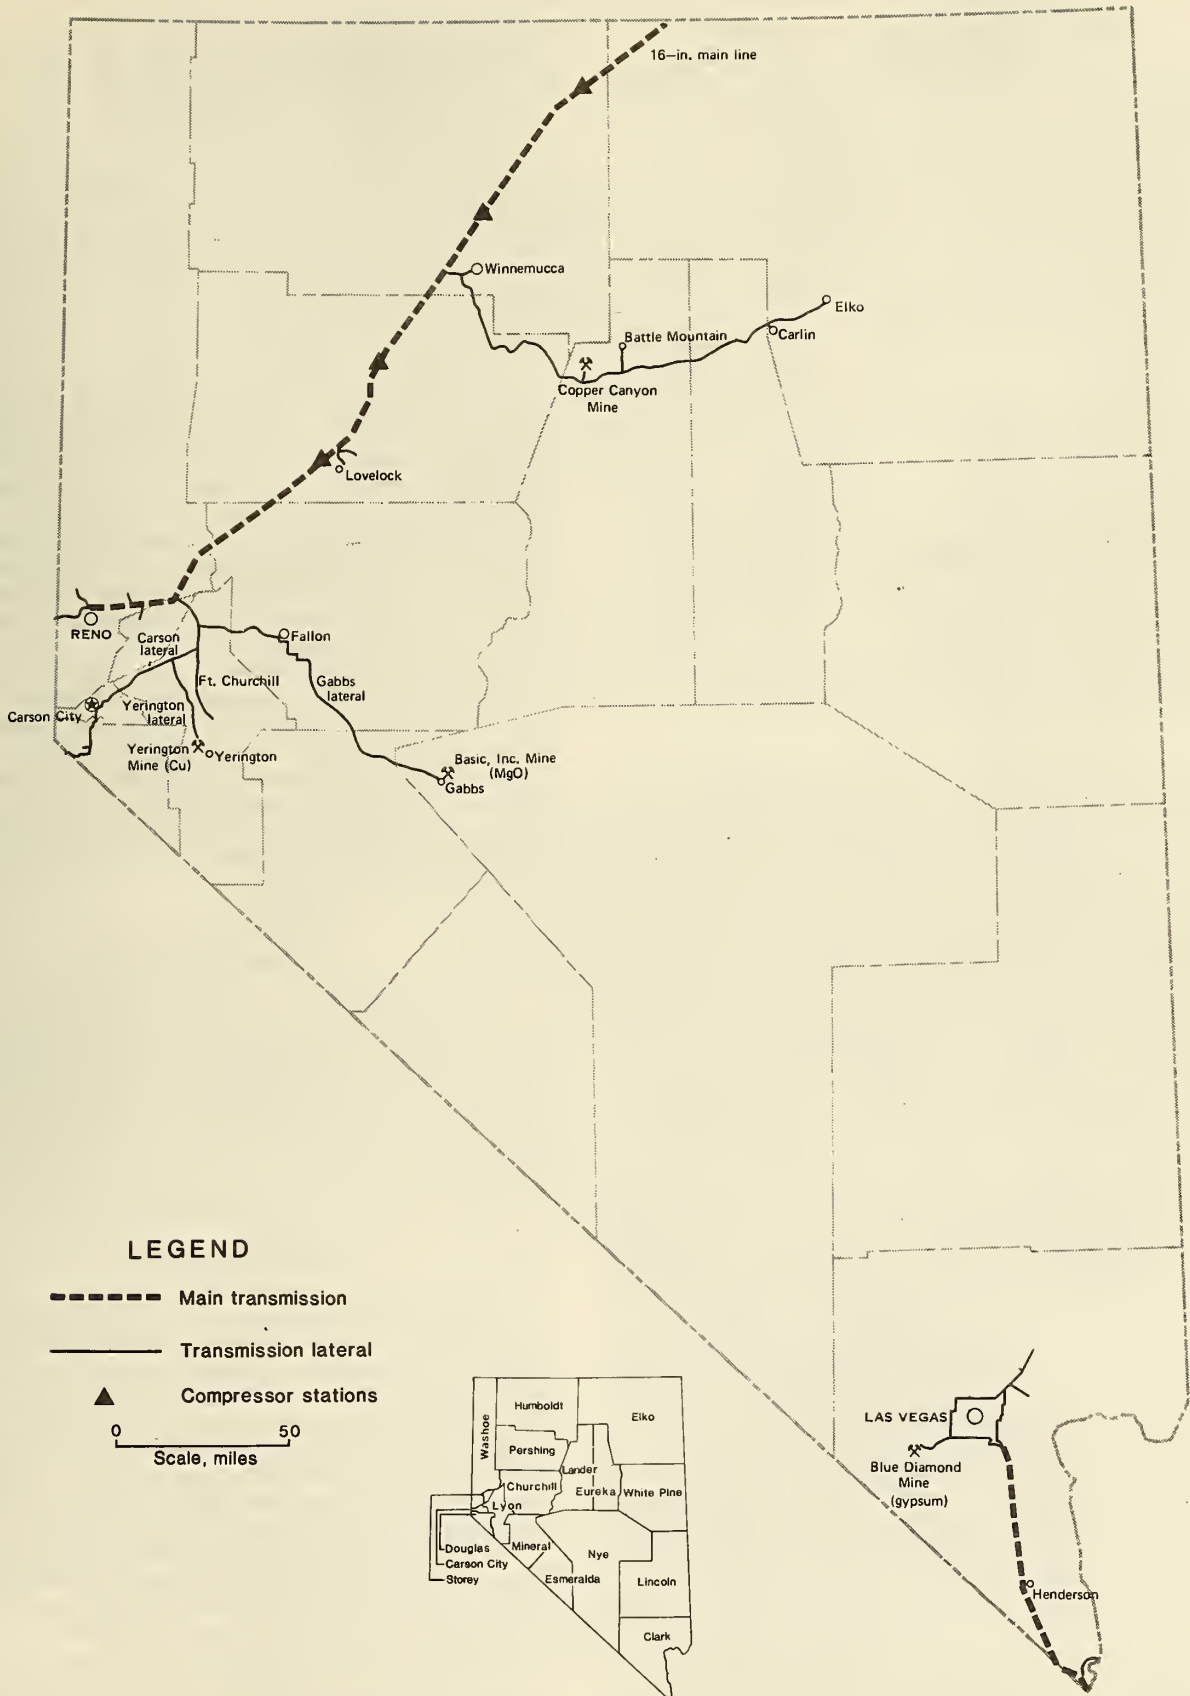 16-in. main line
Winnemucca
Elko
Carlin
Battle Mountain
Copper Canyon
Mine
Lovelock
RENO
Carson
lateral
Fallon
Ft. Churchill
Gabbs
lateral
Carson City
Yerington
lateral
Yerington
Mine (Cu)
Yerington
Basic, Inc. Mine
(MgO)
Gabbs
LEGEND
Main transmission
Transmission lateral
Compressor stations
0 50
Scale, miles
LAS VEGAS
Blue Diamond
Mine
(gypsum)
Henderson
Washoe
Humboldt
Elko
Pershing
Lander
Churchill
Eureka
White Pine
Lyon
Douglas
Carson City
Storey
Mineral
Nye
Esmeralda
Lincoln
Clark